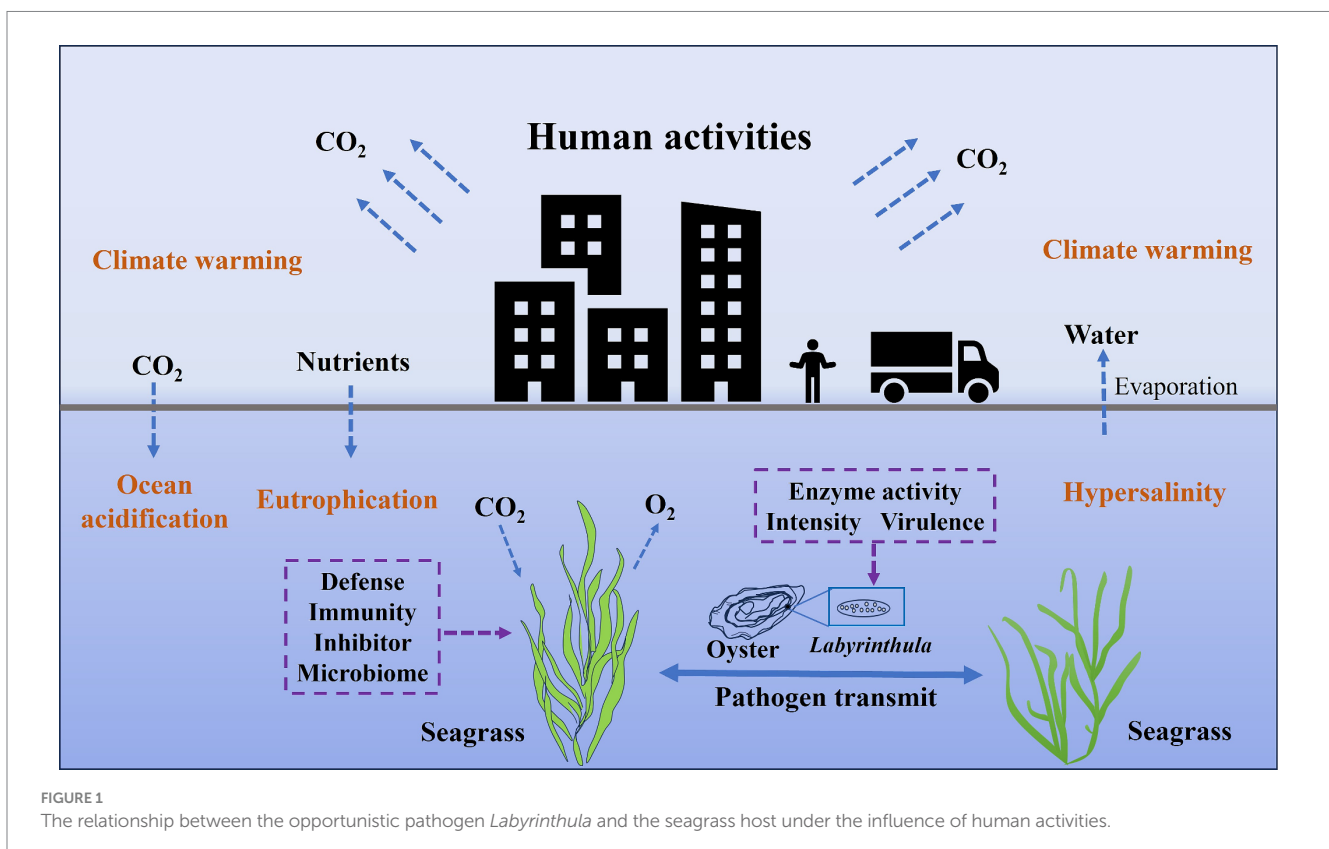 Human activities
CO₂
CO₂
Climate warming
Climate warming
CO₂
Nutrients
Water
Evaporation
Ocean
acidification
Eutrophication
CO₂
O₂
Enzyme activity
Intensity Virulence
Hypersalinity
Defense
Immunity
Inhibitor
Microbiome
Oyster
Labyrinthula
Pathogen transmit
Seagrass
Seagrass
FIGURE 1
The relationship between the opportunistic pathogen Labyrinthula and the seagrass host under the influence of human activities.